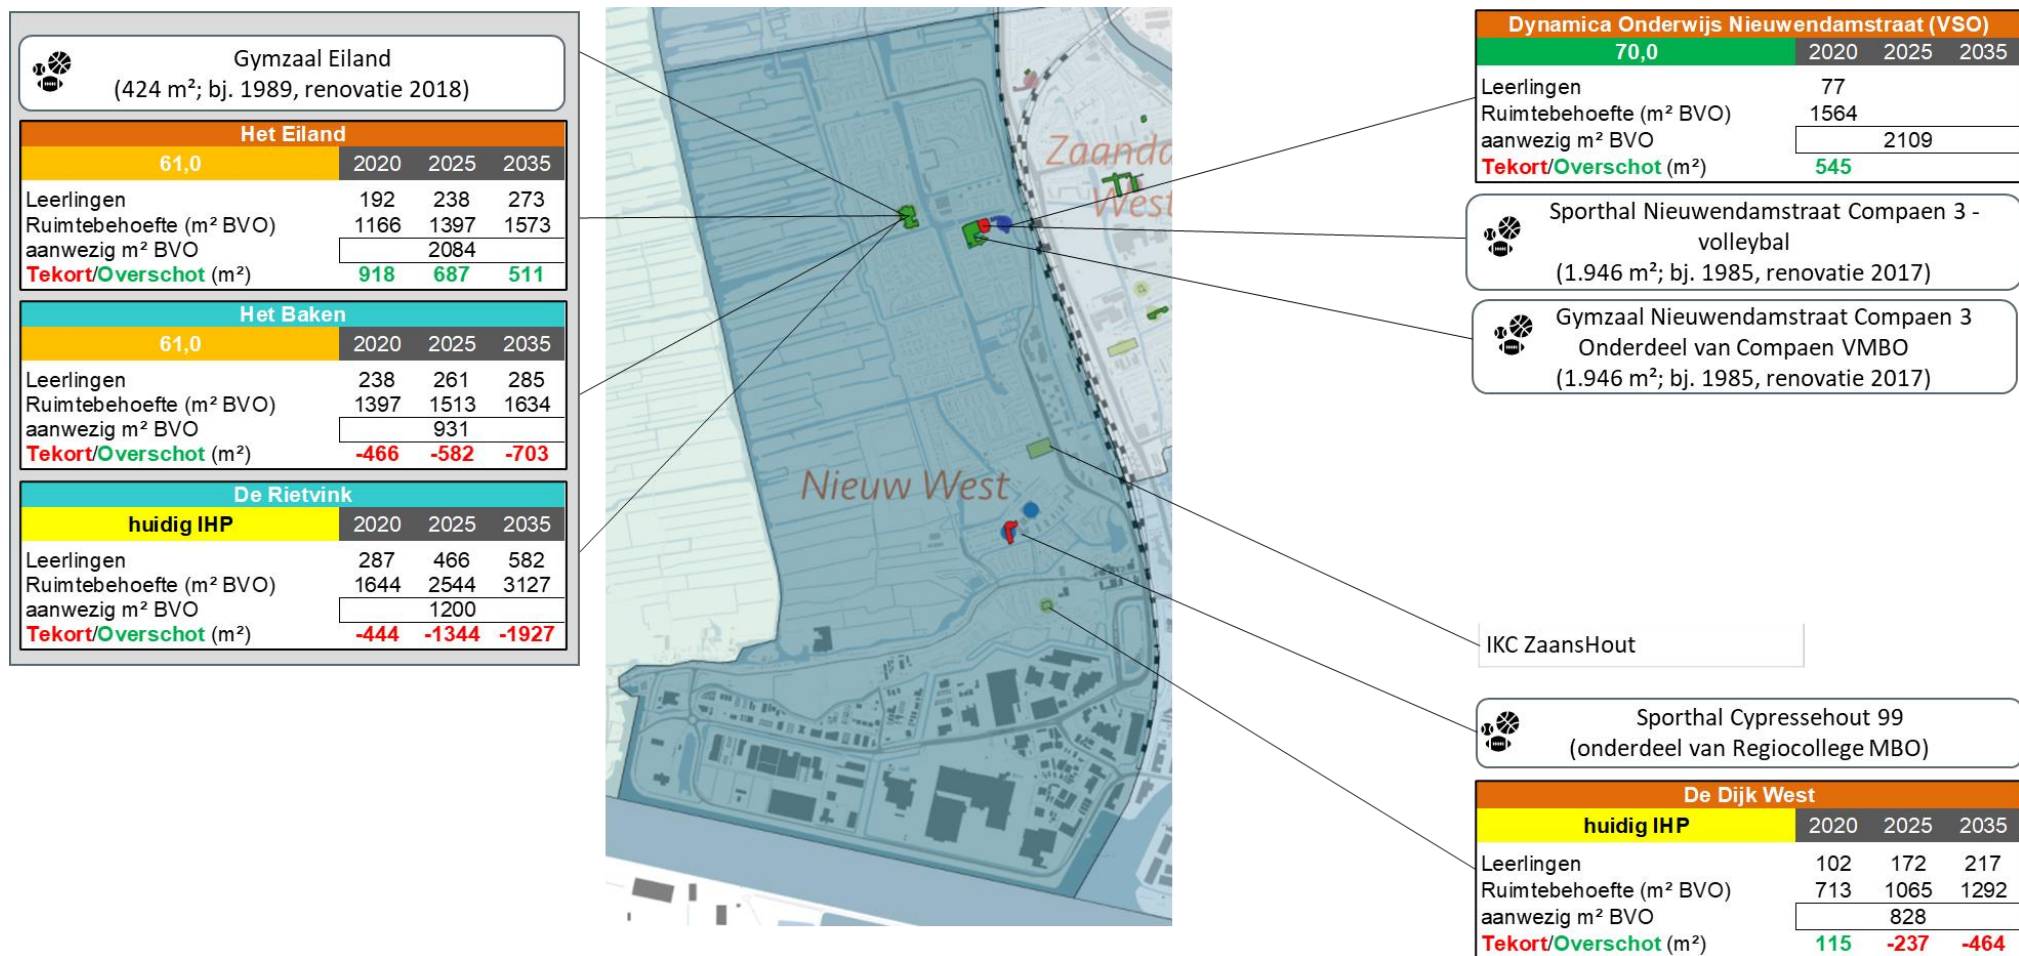 Gymzaal Eiland
(424 m²; bj. 1989, renovatie 2018)
Het Eiland
61,0 2020 2025 2035
Leerlingen 192 238 273
Ruimtebehoefte (m² BVO) 1166 1397 1573
aanwezig m² BVO 2084
Tekort/Overschot (m²) 918 687 511
Het Baken
61,0 2020 2025 2035
Leerlingen 238 261 285
Ruimtebehoefte (m² BVO) 1397 1513 1634
aanwezig m² BVO 931
Tekort/Overschot (m²) -466 -582 -703
De Rietvink
huidig IHP 2020 2025 2035
Leerlingen 287 466 582
Ruimtebehoefte (m² BVO) 1644 2544 3127
aanwezig m² BVO 1200
Tekort/Overschot (m²) -444 -1344 -1927
Zaanda
West
Nieuw West
Dynamica Onderwijs Nieuwendamstraat (VSO)
70,0 2020 2025 2035
Leerlingen 77
Ruimtebehoefte (m² BVO) 1564
aanwezig m² BVO 2109
Tekort/Overschot (m²) 545
Sporthal Nieuwendamstraat Compaen 3 -
volleybal
(1.946 m²; bj. 1985, renovatie 2017)
Gymzaal Nieuwendamstraat Compaen 3
Onderdeel van Compaen VMBO
(1.946 m²; bj. 1985, renovatie 2017)
IKC ZaansHout
Sporthal Cypressehout 99
(onderdeel van Regiocollege MBO)
De Dijk West
huidig IHP 2020 2025 2035
Leerlingen 102 172 217
Ruimtebehoefte (m² BVO) 713 1065 1292
aanwezig m² BVO 828
Tekort/Overschot (m²) 115 -237 -464